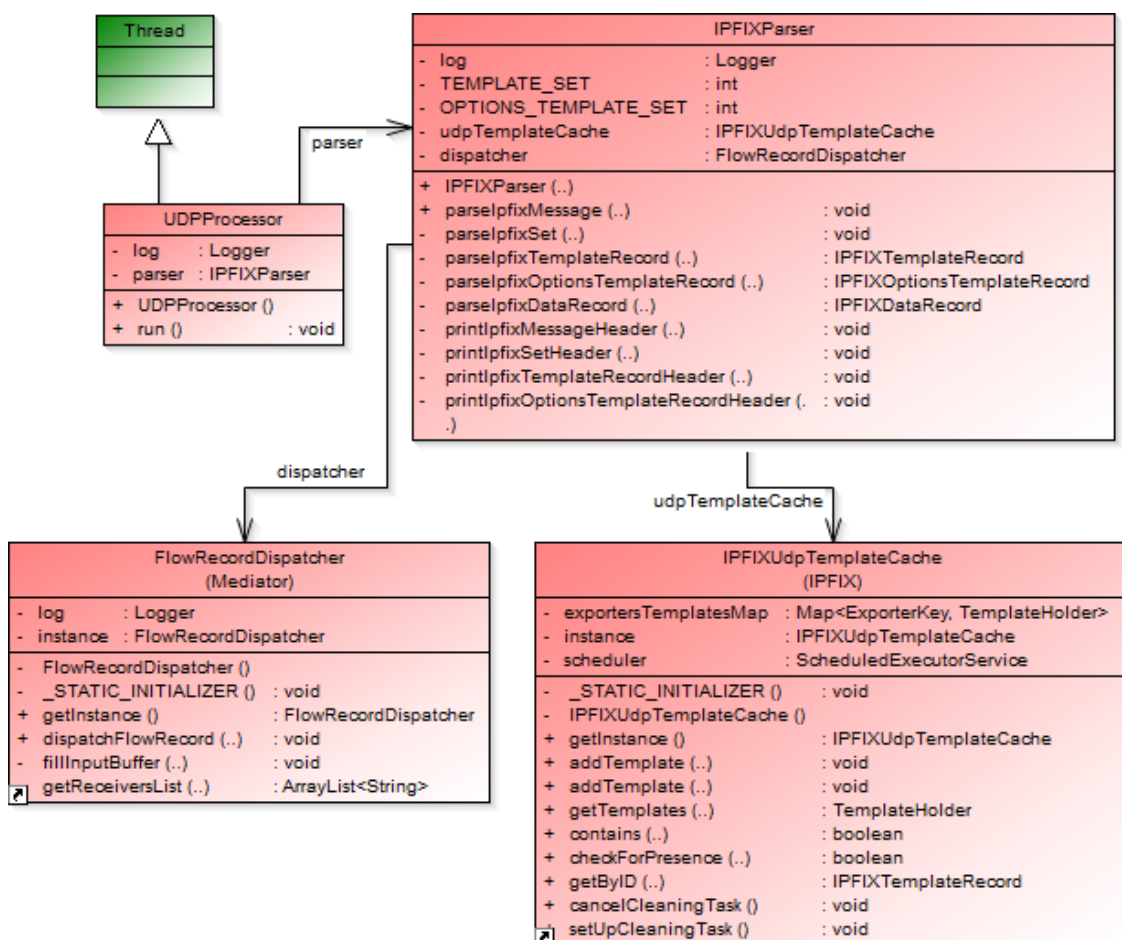 Thread
IPFIXParser
- log : Logger
- TEMPLATE_SET : int
- OPTIONS_TEMPLATE_SET : int
- udpTemplateCache : IPFIXUdpTemplateCache
- dispatcher : FlowRecordDispatcher
+ IPFIXParser (..)
+ parseIpfixMessage (..) : void
- parseIpfixSet (..) : void
- parseIpfixTemplateRecord (..) : IPFIXTemplateRecord
- parseIpfixOptionsTemplateRecord (..) : IPFIXOptionsTemplateRecord
- parseIpfixDataRecord (..) : IPFIXDataRecord
- printIpfixMessageHeader (..) : void
- printIpfixSetHeader (..) : void
- printIpfixTemplateRecordHeader (..) : void
- printIpfixOptionsTemplateRecordHeader (. : void
.)
parser
UDPProcessor
- log : Logger
- parser : IPFIXParser
+ UDPProcessor ()
+ run () : void
dispatcher
udpTemplateCache
FlowRecordDispatcher
(Mediator)
- log : Logger
- instance : FlowRecordDispatcher
- FlowRecordDispatcher ()
- _STATIC_INITIALIZER () : void
+ getInstance () : FlowRecordDispatcher
+ dispatchFlowRecord (..) : void
- fillInputBuffer (..) : void
getReceiversList (..) : ArrayList<String>
IPFIXUdpTemplateCache
(IPFIX)
- exportersTemplatesMap : Map<ExporterKey, TemplateHolder>
- instance : IPFIXUdpTemplateCache
- scheduler : ScheduledExecutorService
- _STATIC_INITIALIZER () : void
- IPFIXUdpTemplateCache ()
+ getInstance () : IPFIXUdpTemplateCache
+ addTemplate (..) : void
+ addTemplate (..) : void
+ getTemplates (..) : TemplateHolder
+ contains (..) : boolean
+ checkForPresence (..) : boolean
+ getByID (..) : IPFIXTemplateRecord
+ cancelCleaningTask () : void
setUpCleaningTask () : void